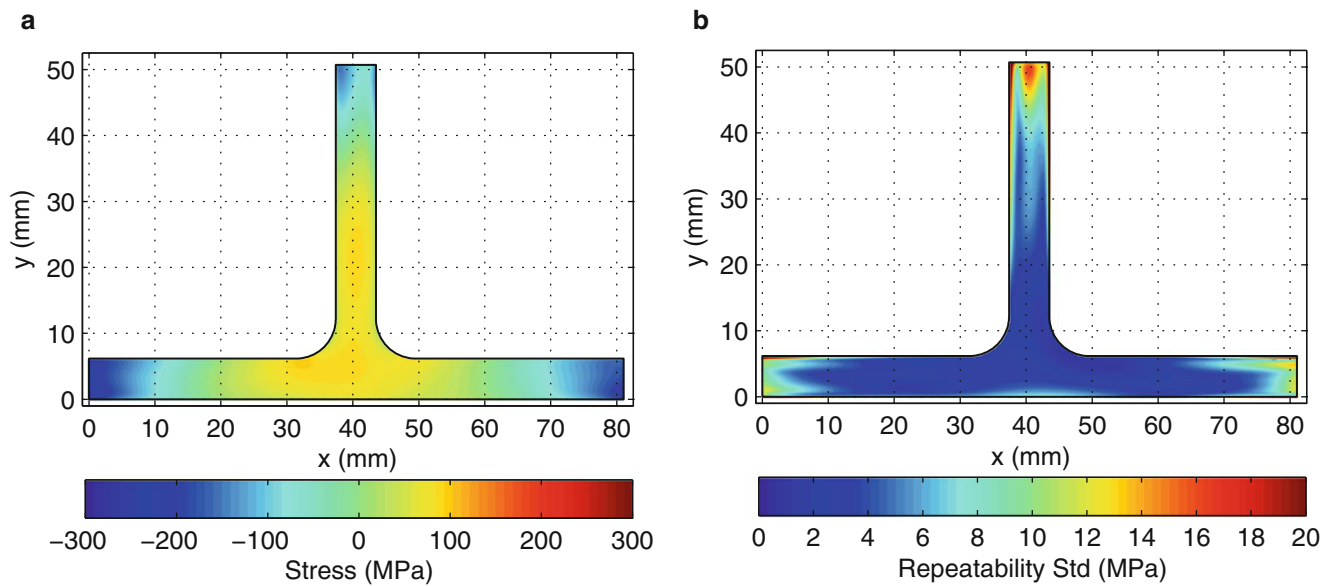 a
50
40
30
20
10
0
y (mm)
0 10 20 30 40 50 60 70 80
x (mm)
−300 −200 −100 0 100 200 300
Stress (MPa)
b
50
40
30
20
10
0
y (mm)
0 10 20 30 40 50 60 70 80
x (mm)
0 2 4 6 8 10 12 14 16 18 20
Repeatability Std (MPa)